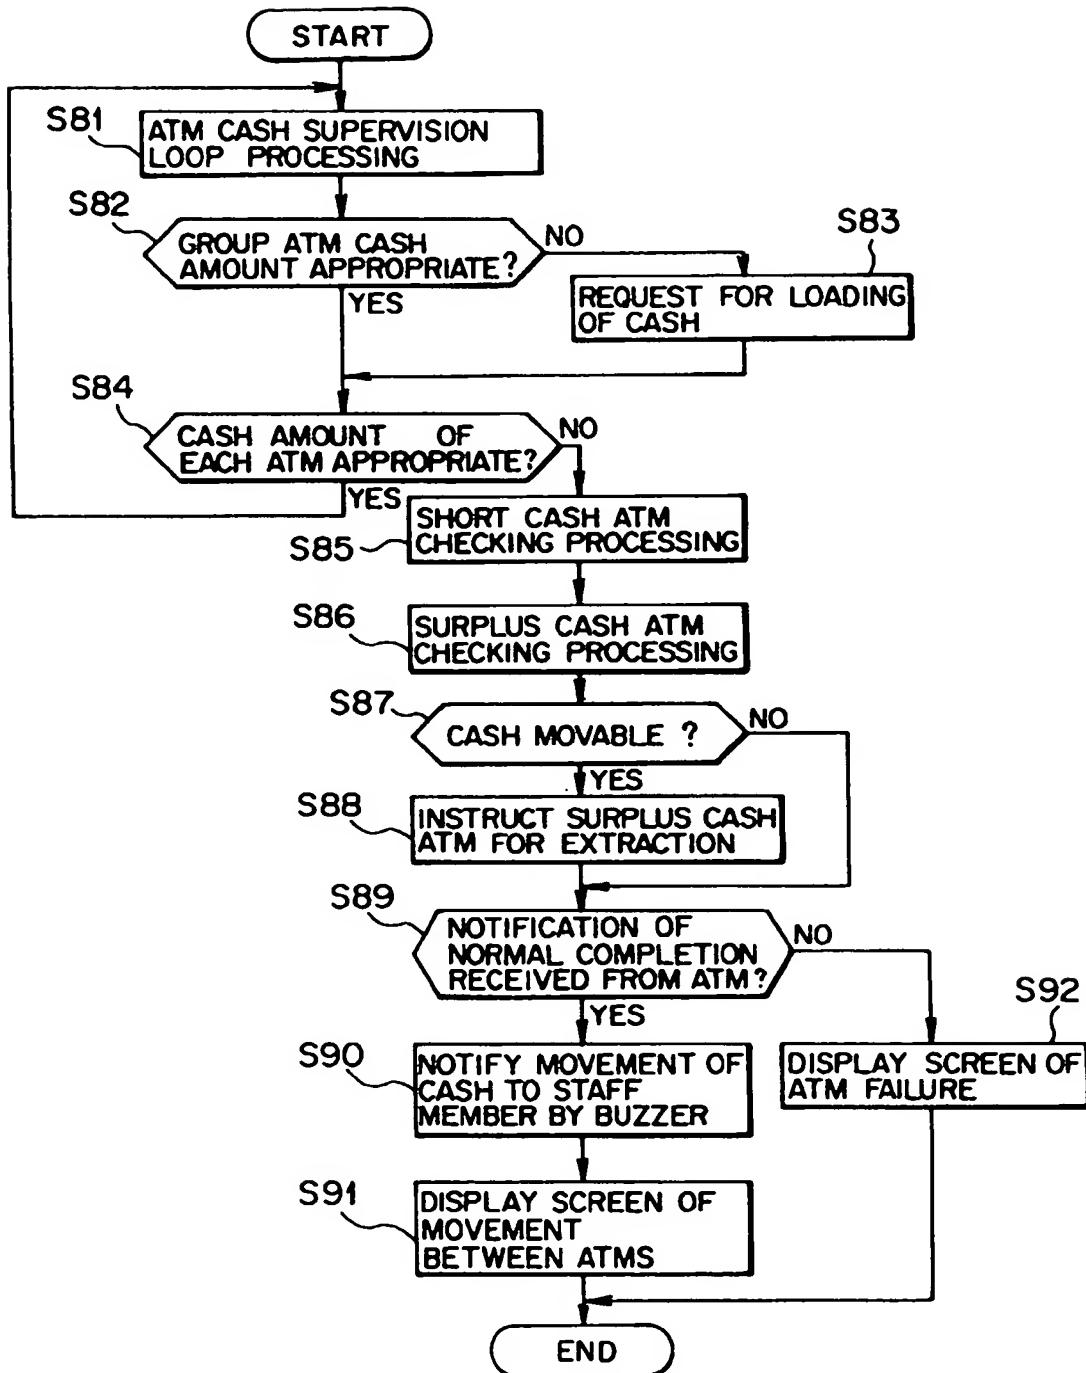 START
S81
ATM CASH SUPERVISION
LOOP PROCESSING
S82
GROUP ATM CASH
AMOUNT APPROPRIATE?
NO
YES
S83
REQUEST FOR LOADING
OF CASH
S84
CASH AMOUNT OF
EACH ATM APPROPRIATE?
NO
YES
S85
SHORT CASH ATM
CHECKING PROCESSING
S86
SURPLUS CASH ATM
CHECKING PROCESSING
S87
CASH MOVABLE ?
NO
YES
S88
INSTRUCT SURPLUS CASH
ATM FOR EXTRACTION
S89
NOTIFICATION OF
NORMAL COMPLETION
RECEIVED FROM ATM?
NO
YES
S92
DISPLAY SCREEN OF
ATM FAILURE
S90
NOTIFY MOVEMENT OF
CASH TO STAFF
MEMBER BY BUZZER
S91
DISPLAY SCREEN OF
MOVEMENT
BETWEEN ATMS
END